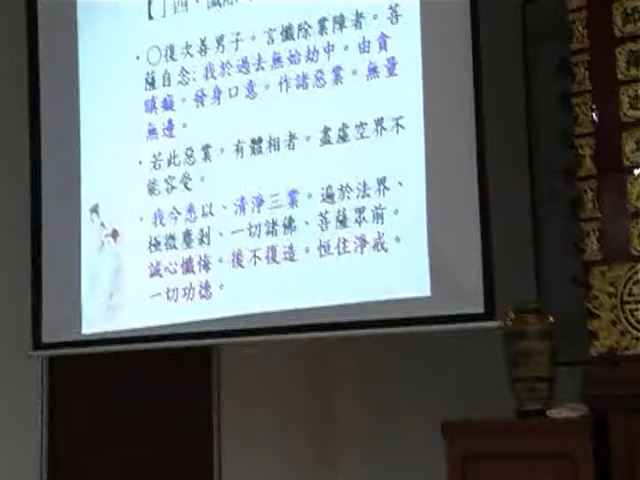 四、懺除
·○復次善男子。言懺除業障者。菩
薩自念:我於過去無始劫中。由貪
瞋癡。發身口意。作諸惡業。無量
無邊。
·若此惡業。有體相者。盡虛空界不
能容受。
·我今悉以、清淨三業。遍於法界、
極微塵剎、一切諸佛、菩薩眾前。
誠心懺悔。後不復造。恒住淨戒。
一切功德。